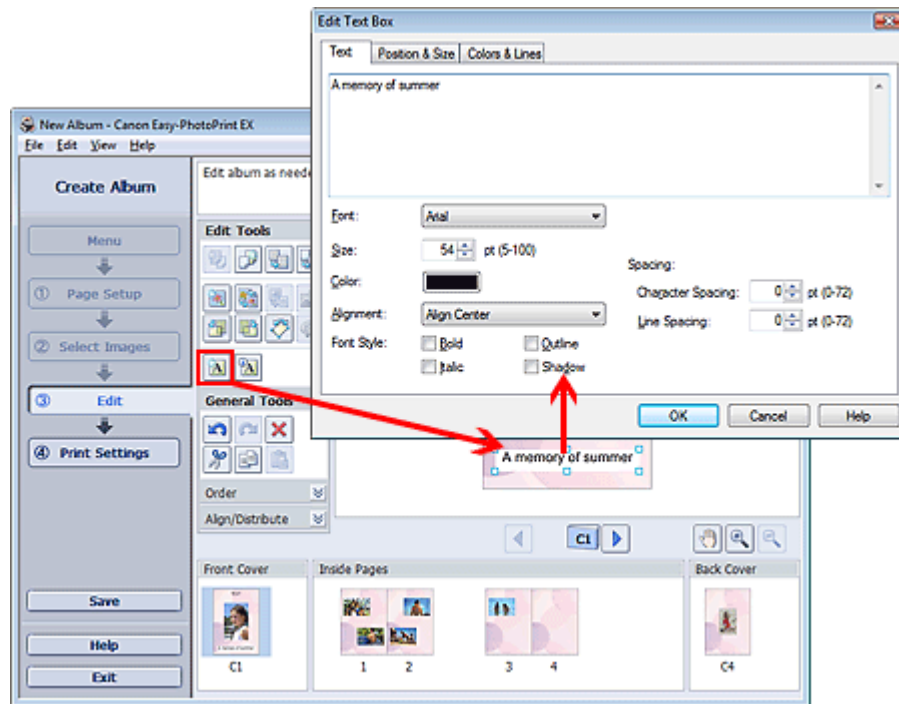 Edit Text Box
Text Position & Size Colors & Lines
A memory of summer
Font: Arial
Size: 54 pt (5-100)
Color:
Alignment: Align Center
Font Style: Bold Outline
Italic Shadow
Spacing:
Character Spacing: 0 pt (0-72)
Line Spacing: 0 pt (0-72)
OK Cancel Help
New Album - Canon Easy-PhotoPrint EX
File Edit View Help
Create Album
Menu
① Page Setup
② Select Images
③ Edit
④ Print Settings
Save
Help
Exit
Edit album as neede
Edit Tools
A A
General Tools
Order
Align/Distribute
A memory of summer
C1
Front Cover
C1
Inside Pages
1 2 3 4
Back Cover
C4